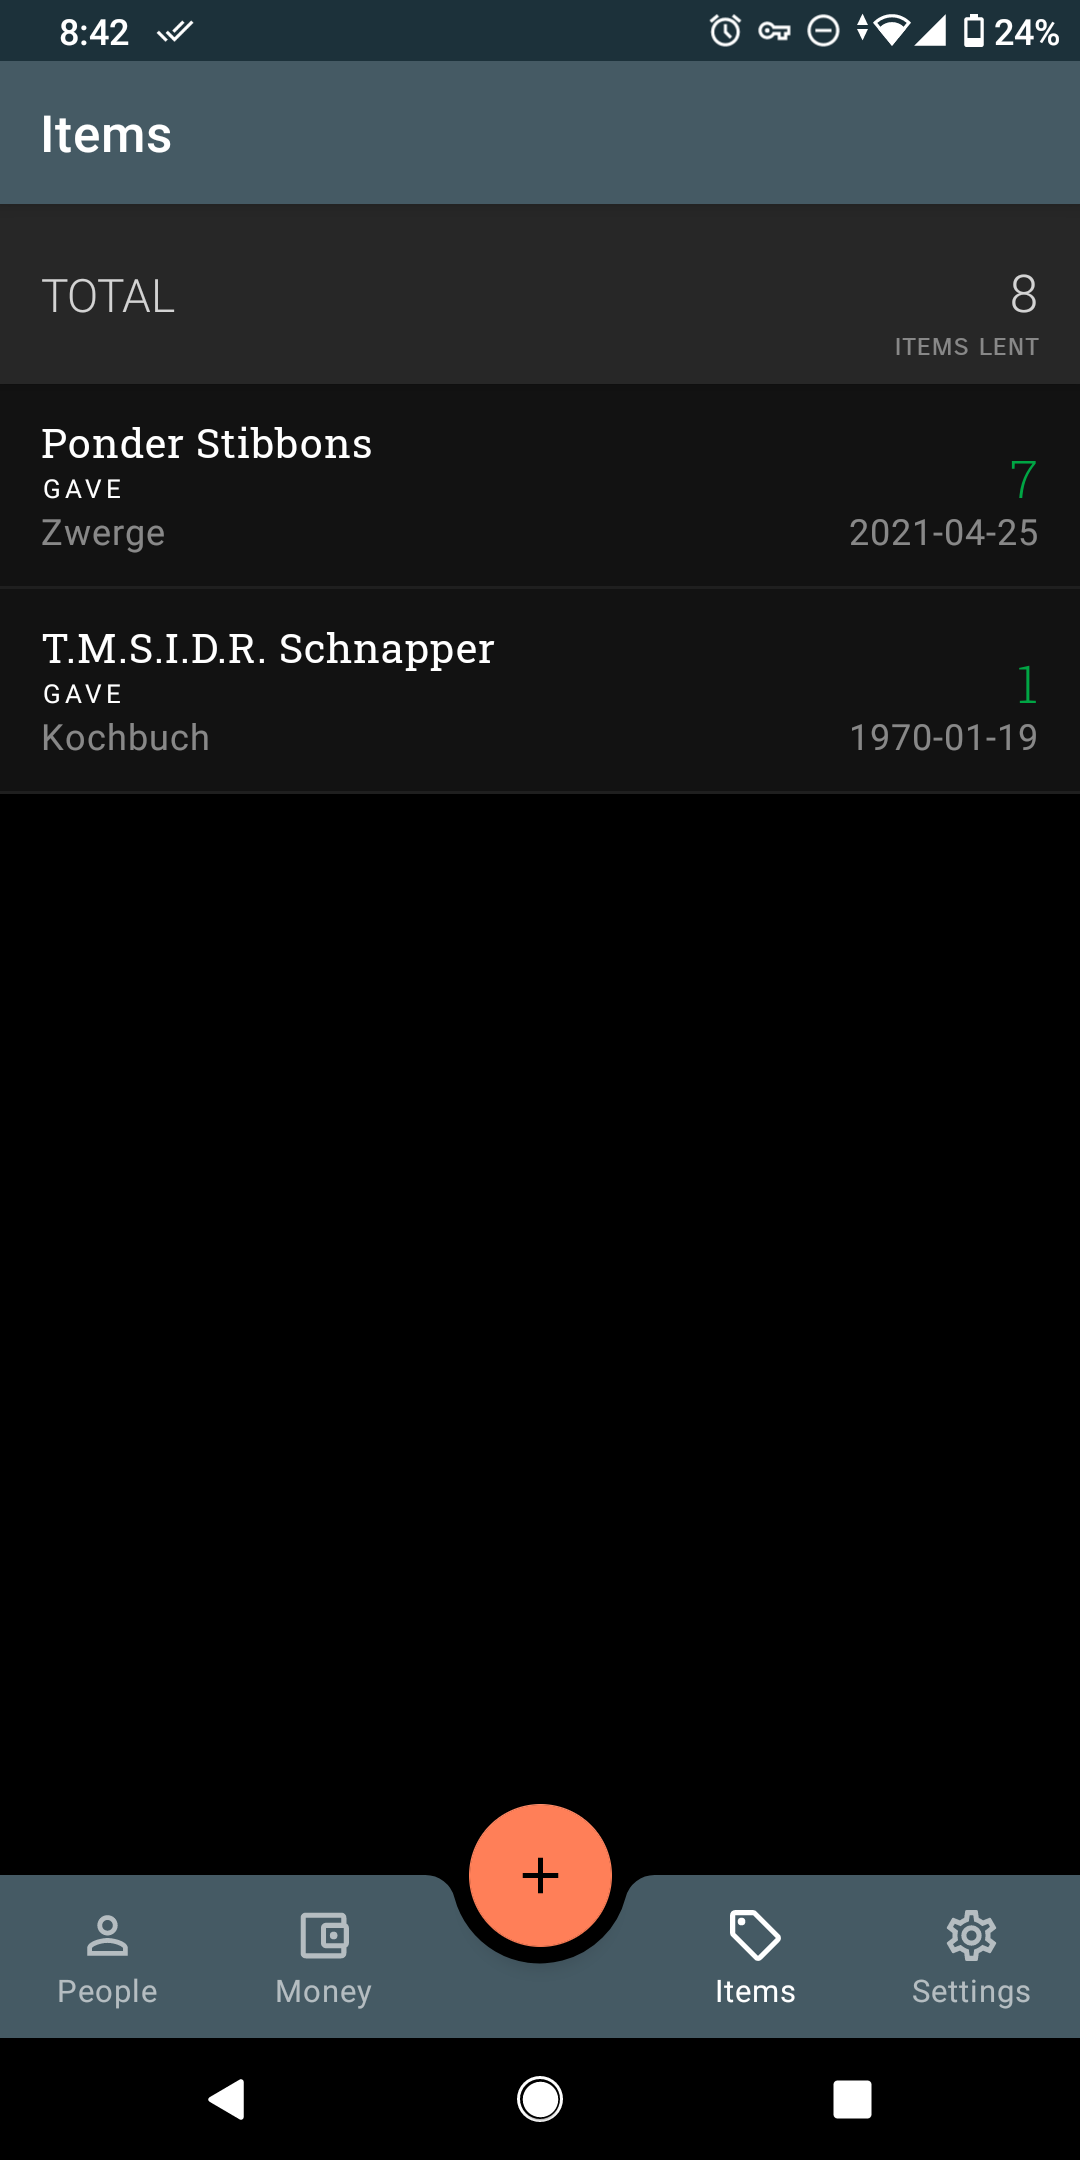 8:42 24%
Items
TOTAL 8
ITEMS LENT
Ponder Stibbons
GAVE 7
Zwerge 2021-04-25
T.M.S.I.D.R. Schnapper
GAVE 1
Kochbuch 1970-01-19
+
People Money Items Settings